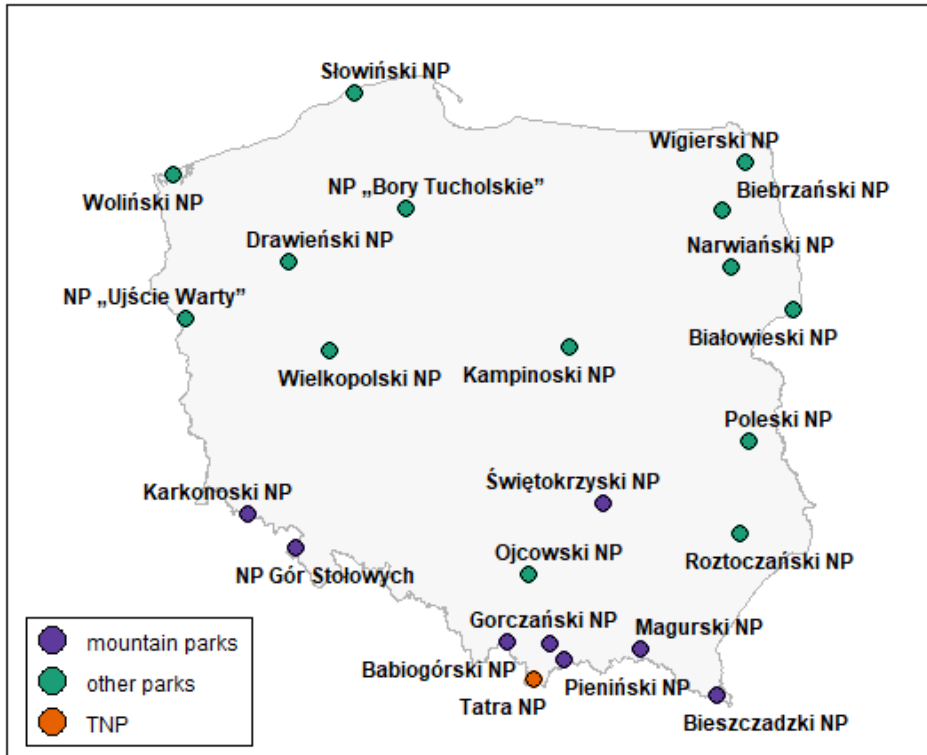 Słowiński NP
Wigierski NP
Woliński NP
NP „Bory Tucholskie”
Biebrzański NP
Drawieński NP
Narwiański NP
NP „Ujście Warty”
Białowieski NP
Wielkopolski NP
Kampinoski NP
Poleski NP
Karkonoski NP
Świętokrzyski NP
NP Gór Stołowych
Ojcowski NP
Roztoczański NP
Gorczański NP
Magurski NP
Babiogórski NP
Pieniński NP
Tatra NP
Bieszczadzki NP
mountain parks
other parks
TNP